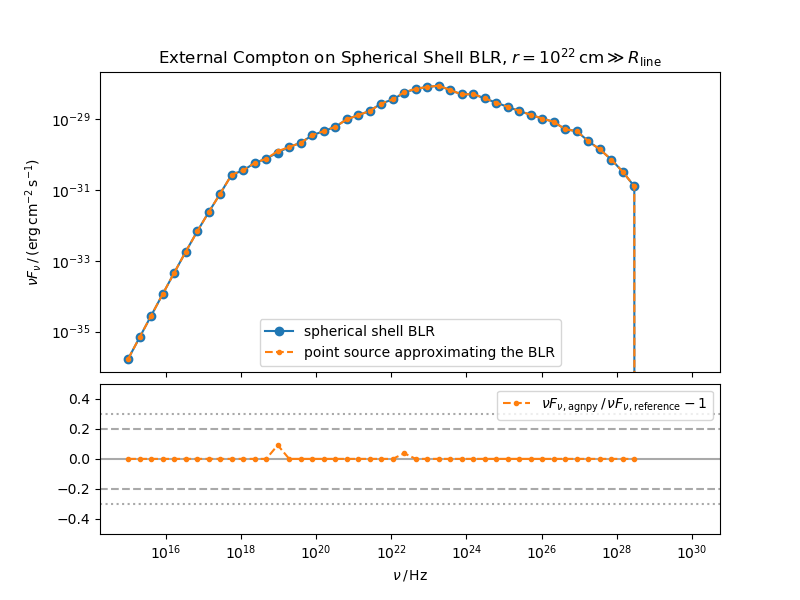 External Compton on Spherical Shell BLR, r = 10²² cm ≫ R_line
10⁻²⁹
10⁻³¹
10⁻³³
10⁻³⁵
νF_ν / (erg cm⁻² s⁻¹)
spherical shell BLR
point source approximating the BLR
0.4
0.2
0.0
−0.2
−0.4
νF_ν, agnpy / νF_ν, reference − 1
10¹⁶ 10¹⁸ 10²⁰ 10²² 10²⁴ 10²⁶ 10²⁸ 10³⁰
ν / Hz